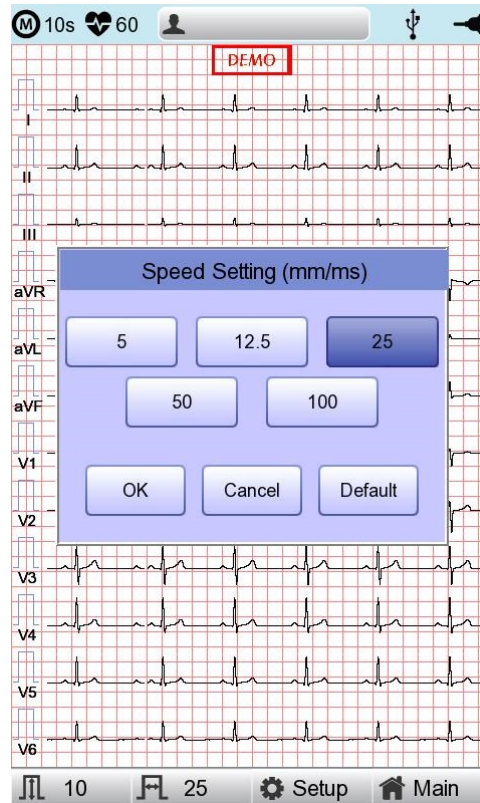 M 10s 60
DEMO
I
II
III
Speed Setting (mm/ms)
aVR
5 12.5 25
aVL
50 100
aVF
V1
OK Cancel Default
V2
V3
V4
V5
V6
10 25 Setup Main